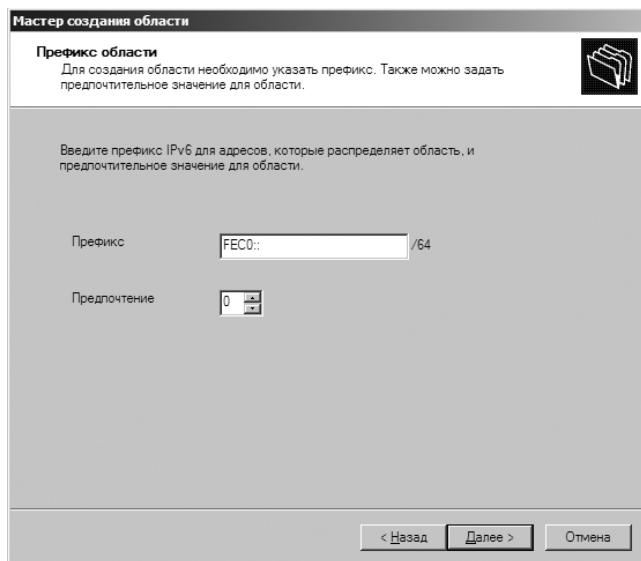 Мастер создания области
Префикс области
Для создания области необходимо указать префикс. Также можно задать
предпочтительное значение для области.
Введите префикс IPv6 для адресов, которые распределяет область, и
предпочтительное значение для области.
Префикс FEC0:: /64
Предпочтение 0
< Назад Далее > Отмена